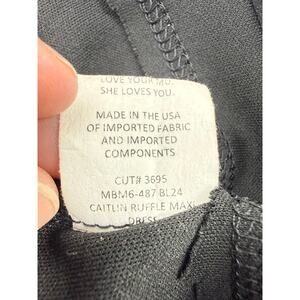 LOVE YOUR MO.
SHE LOVES YOU.
MADE IN THE USA
OF IMPORTED FABRIC
AND IMPORTED
COMPONENTS
CUT# 3695
MBM6-487 BL24
CAITLIN RUFFLE MAXI
DRESS